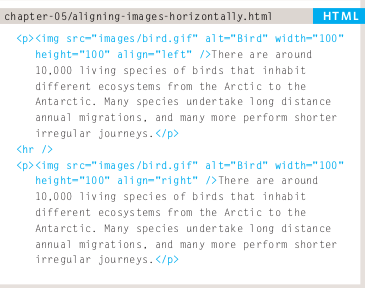 chapter-05/aligning-images-horizontally.html HTML
<p><img src="images/bird.gif" alt="Bird" width="100"
height="100" align="left" />There are around
10,000 living species of birds that inhabit
different ecosystems from the Arctic to the
Antarctic. Many species undertake long distance
annual migrations, and many more perform shorter
irregular journeys.</p>
<hr />
<p><img src="images/bird.gif" alt="Bird" width="100"
height="100" align="right" />There are around
10,000 living species of birds that inhabit
different ecosystems from the Arctic to the
Antarctic. Many species undertake long distance
annual migrations, and many more perform shorter
irregular journeys.</p>